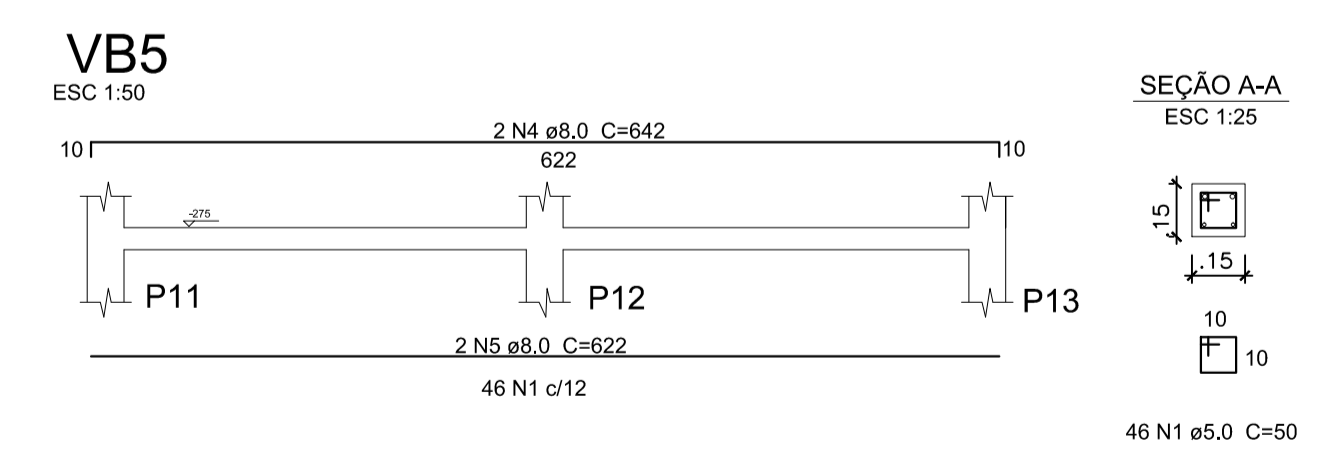 VB5
ESC 1:50
2 N4 ø8.0 C=642
10
10
622
-275
P11
P12
P13
2 N5 ø8.0 C=622
46 N1 c/12
SEÇÃO A-A
ESC 1:25
.15
.15
10
10
46 N1 ø5.0 C=50